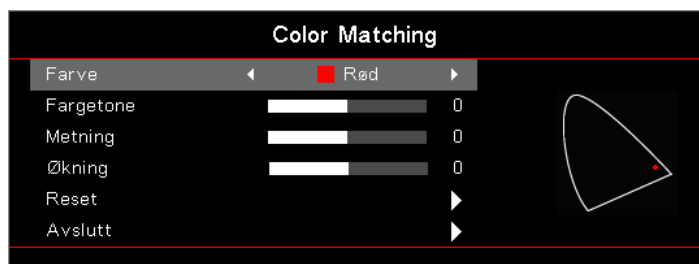 Color Matching
Farve Rød
Fargetone 0
Metning 0
Økning 0
Reset
Avslutt